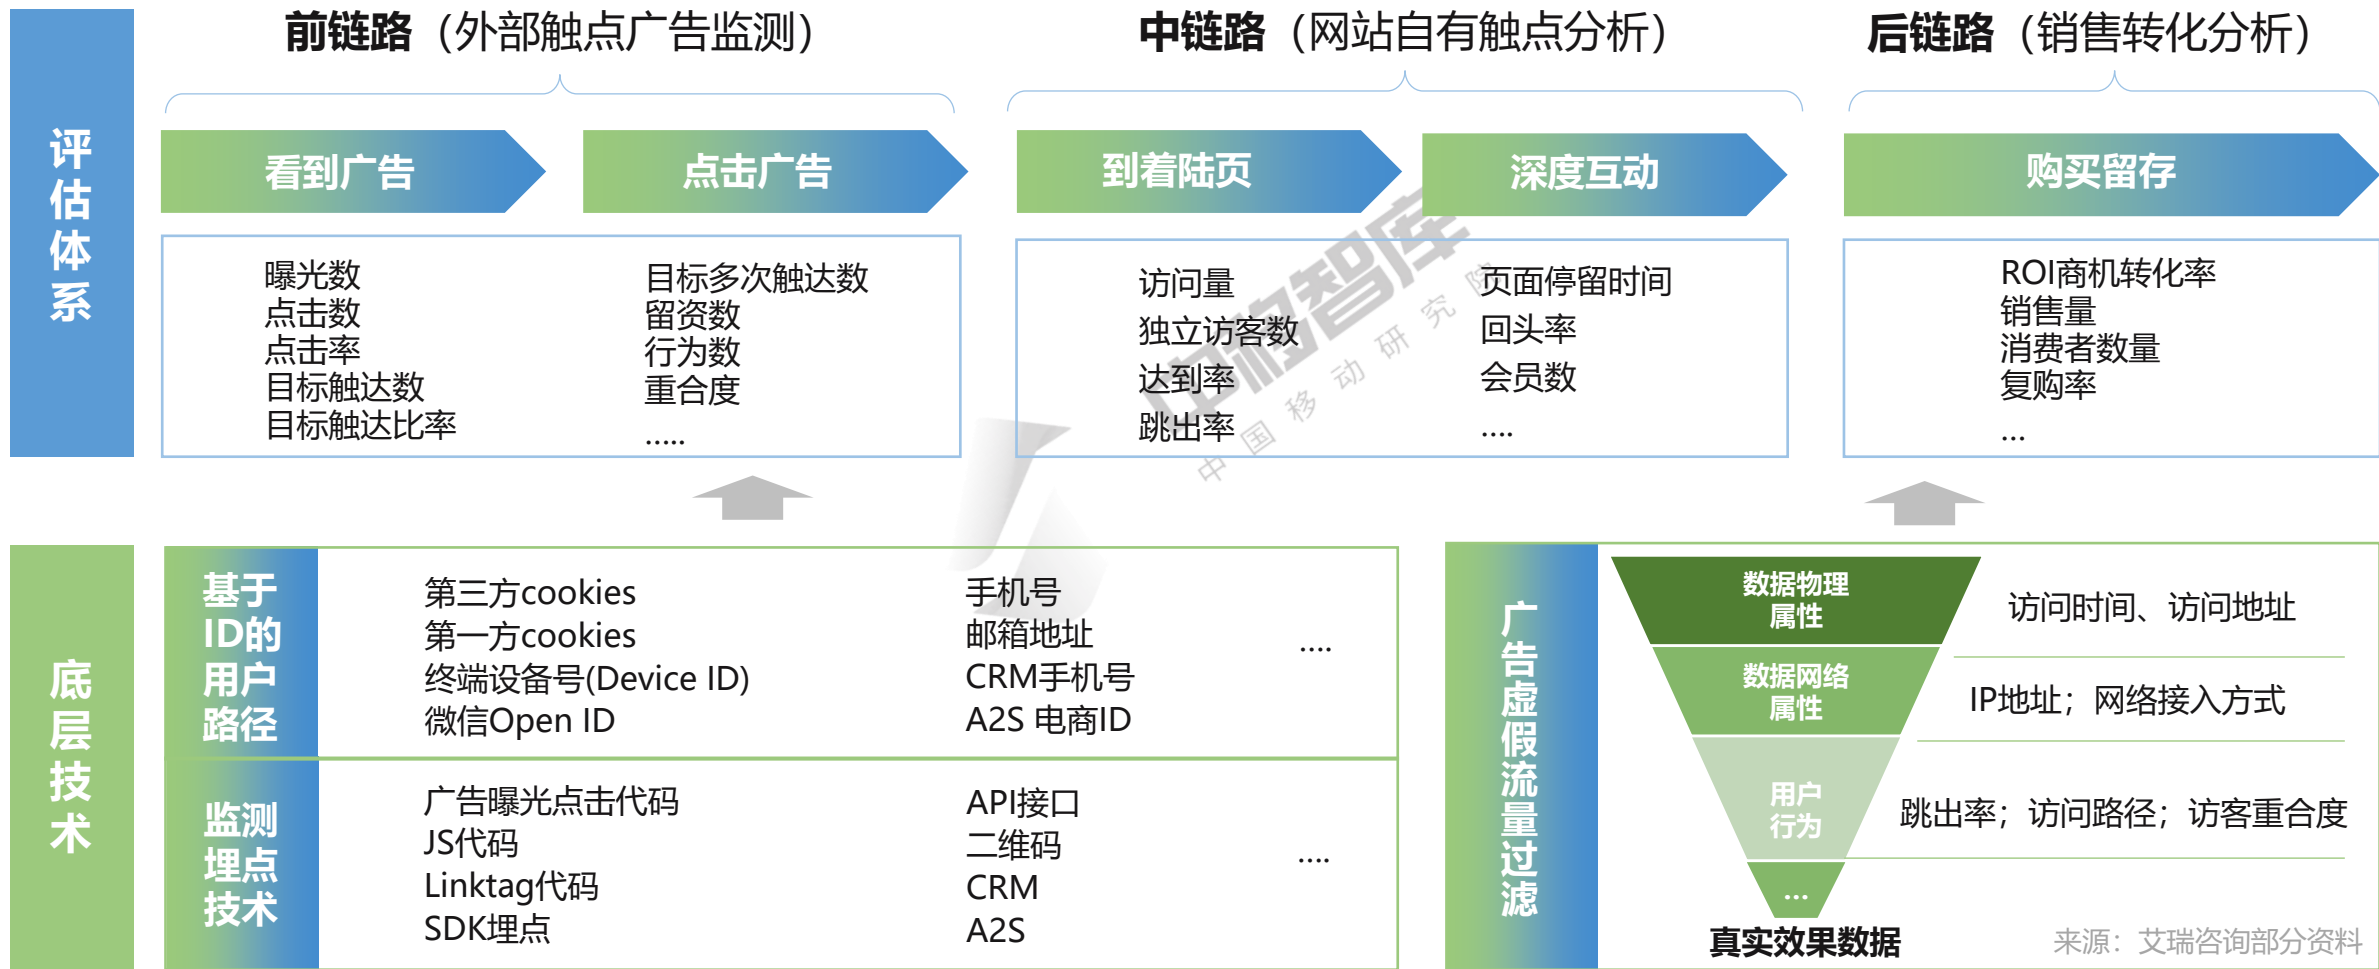 前链路（外部触点广告监测）
中链路（网站自有触点分析）
后链路（销售转化分析）
评估体系
看到广告
点击广告
到着陆页
深度互动
购买留存
曝光数
点击数
点击率
目标触达数
目标触达比率
目标多次触达数
留资数
行为数
重合度
.....
访问量
独立访客数
达到率
跳出率
页面停留时间
回头率
会员数
....
ROI商机转化率
销售量
消费者数量
复购率
...
中移智库
中国移动研究院
底层技术
基于
ID的
用户
路径
第三方cookies
第一方cookies
终端设备号(Device ID)
微信Open ID
手机号
邮箱地址
CRM手机号
A2S 电商ID
....
监测
埋点
技术
广告曝光点击代码
JS代码
Linktag代码
SDK埋点
API接口
二维码
CRM
A2S
....
广告虚假流量过滤
数据物理
属性
访问时间、访问地址
数据网络
属性
IP地址；网络接入方式
用户
行为
跳出率；访问路径；访客重合度
...
真实效果数据
来源：艾瑞咨询部分资料